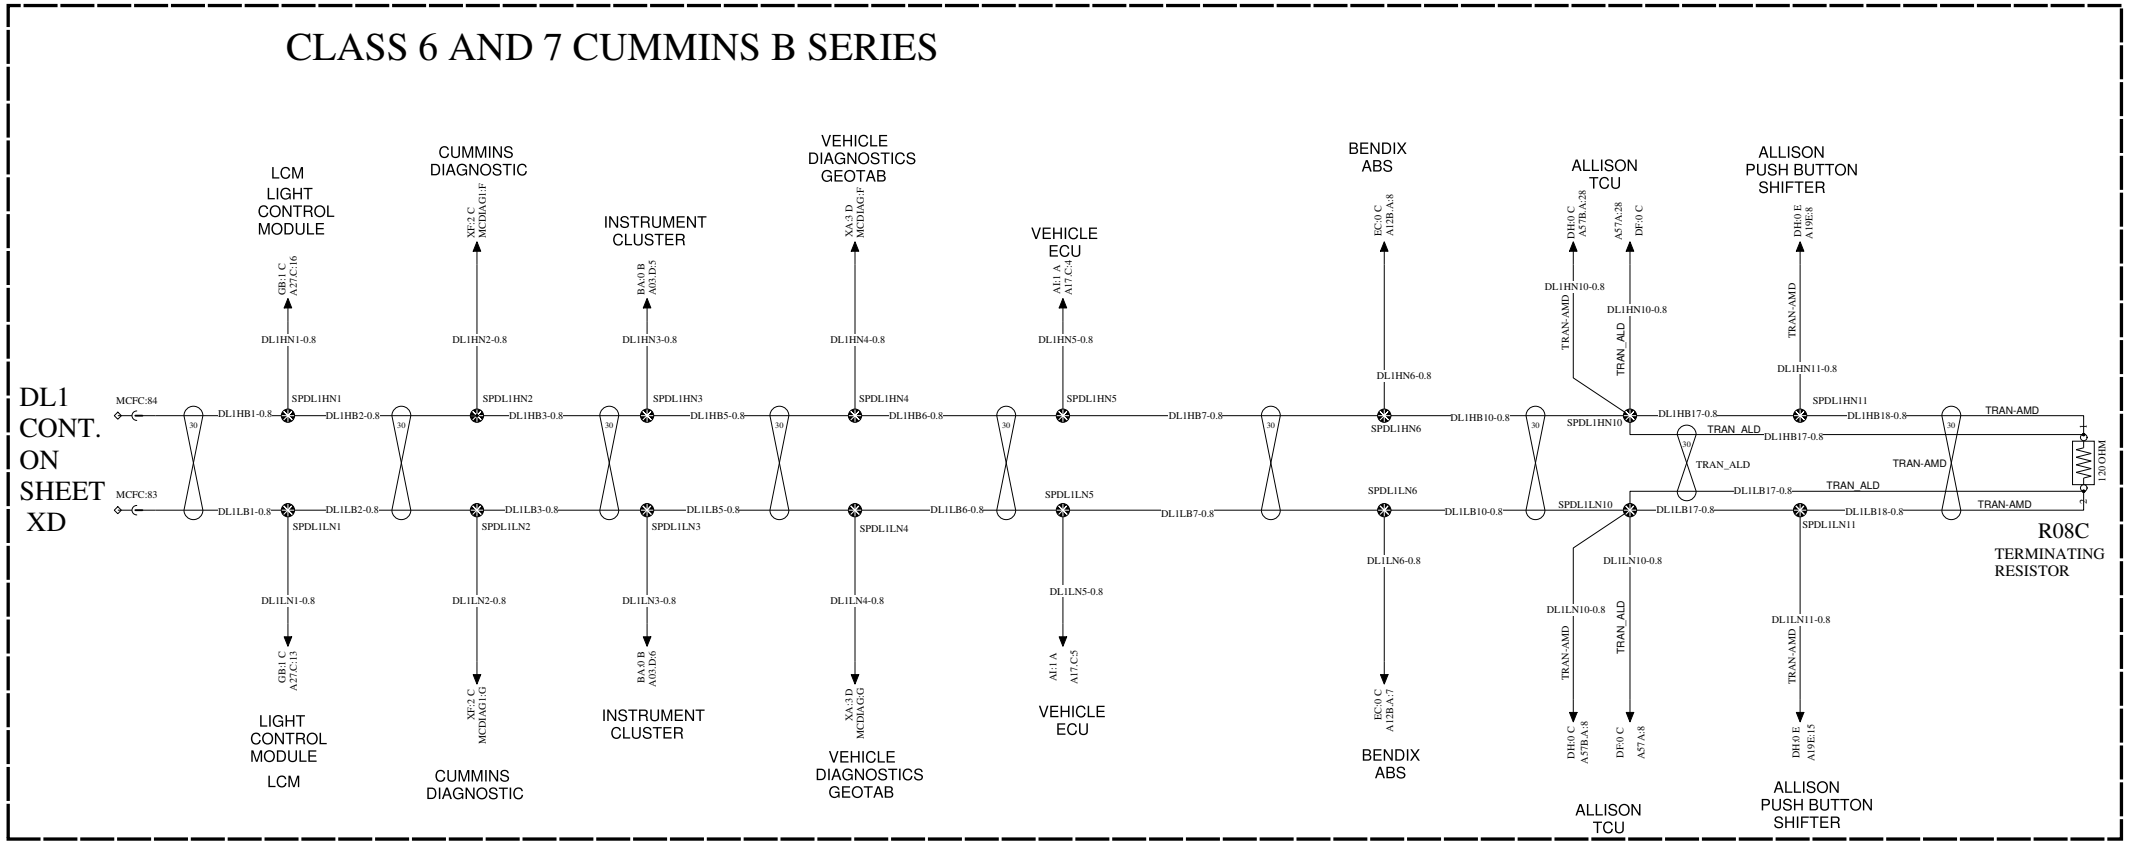 CLASS 6 AND 7 CUMMINS B SERIES
LCM
LIGHT
CONTROL
MODULE
CUMMINS
DIAGNOSTIC
INSTRUMENT
CLUSTER
VEHICLE
DIAGNOSTICS
GEOTAB
VEHICLE
ECU
BENDIX
ABS
ALLISON
TCU
ALLISON
PUSH BUTTON
SHIFTER
GB:1 C
A27.C:16
XF:2 C
MCDIAG1:F
BA:0 B
A03.D:5
XA:3 D
MCDIAG:F
AI:1 A
A17.C:4
EC:0 C
A12B.A:8
DH:0 C
A57B.A:28
A57A:28
DF:0 C
DH:0 E
A19E:8
DL1HN1-0.8
DL1HN2-0.8
DL1HN3-0.8
DL1HN4-0.8
DL1HN5-0.8
DL1HN6-0.8
DL1HN10-0.8
TRAN-AMD
DL1HN10-0.8
TRAN_ALD
TRAN-AMD
DL1HN11-0.8
DL1
CONT.
ON
SHEET
XD
MCFC:84
DL1HB1-0.8
SPDL1HN1
DL1HB2-0.8
SPDL1HN2
DL1HB3-0.8
SPDL1HN3
DL1HB5-0.8
SPDL1HN4
DL1HB6-0.8
SPDL1HN5
DL1HB7-0.8
SPDL1HN6
DL1HB10-0.8
SPDL1HN10
DL1HB17-0.8
SPDL1HN11
DL1HB18-0.8
TRAN-AMD
TRAN_ALD
DL1HB17-0.8
30
30
30
30
30
30
30
30
30
TRAN_ALD
TRAN-AMD
1
120 OHM
2
MCFC:83
DL1LB1-0.8
SPDL1LN1
DL1LB2-0.8
SPDL1LN2
DL1LB3-0.8
SPDL1LN3
DL1LB5-0.8
SPDL1LN4
DL1LB6-0.8
SPDL1LN5
DL1LB7-0.8
SPDL1LN6
DL1LB10-0.8
SPDL1LN10
DL1LB17-0.8
TRAN_ALD
DL1LB17-0.8
SPDL1LN11
DL1LB18-0.8
TRAN-AMD
R08C
TERMINATING
RESISTOR
DL1LN1-0.8
DL1LN2-0.8
DL1LN3-0.8
DL1LN4-0.8
DL1LN5-0.8
DL1LN6-0.8
DL1LN10-0.8
TRAN-AMD
DL1LN10-0.8
TRAN_ALD
DL1LN11-0.8
TRAN-AMD
GB:1 C
A27.C:13
XF:2 C
MCDIAG1:G
BA:0 B
A03.D:6
XA:3 D
MCDIAG:G
AI:1 A
A17.C:5
EC:0 C
A12B.A:7
DH:0 C
A57B.A:8
DF:0 C
A57A:8
DH:0 E
A19E:15
LIGHT
CONTROL
MODULE
LCM
CUMMINS
DIAGNOSTIC
INSTRUMENT
CLUSTER
VEHICLE
DIAGNOSTICS
GEOTAB
VEHICLE
ECU
BENDIX
ABS
ALLISON
TCU
ALLISON
PUSH BUTTON
SHIFTER